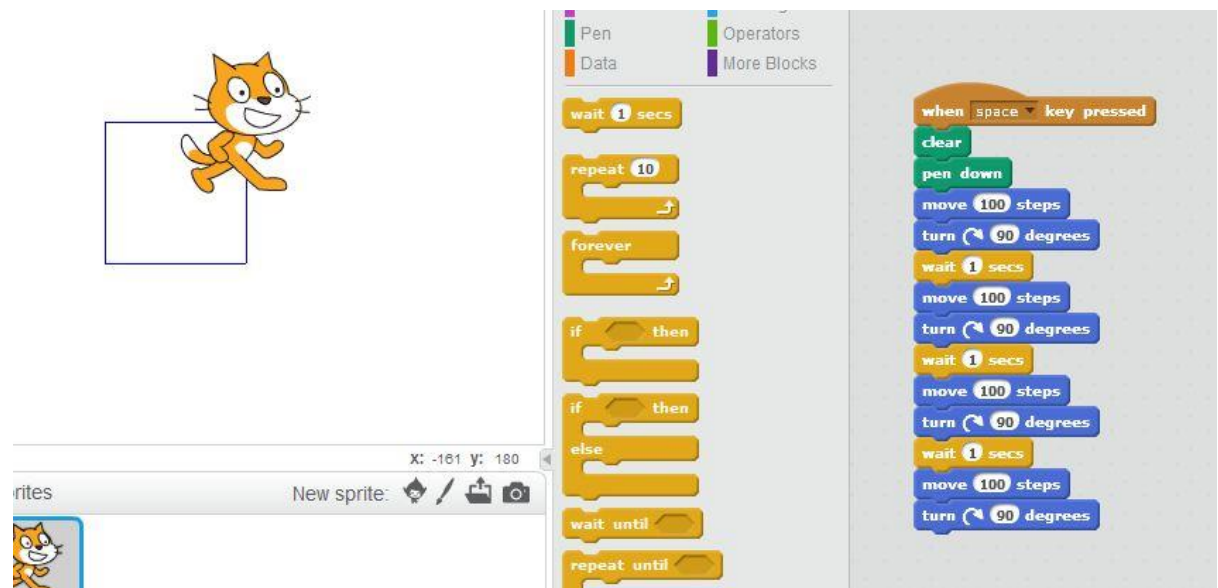 Pen
Operators
Data
More Blocks
wait 1 secs
repeat 10
forever
if then
if then
else
wait until
repeat until
X: -161 y: 180
New sprite:
when space key pressed
clear
pen down
move 100 steps
turn 90 degrees
wait 1 secs
move 100 steps
turn 90 degrees
wait 1 secs
move 100 steps
turn 90 degrees
wait 1 secs
move 100 steps
turn 90 degrees